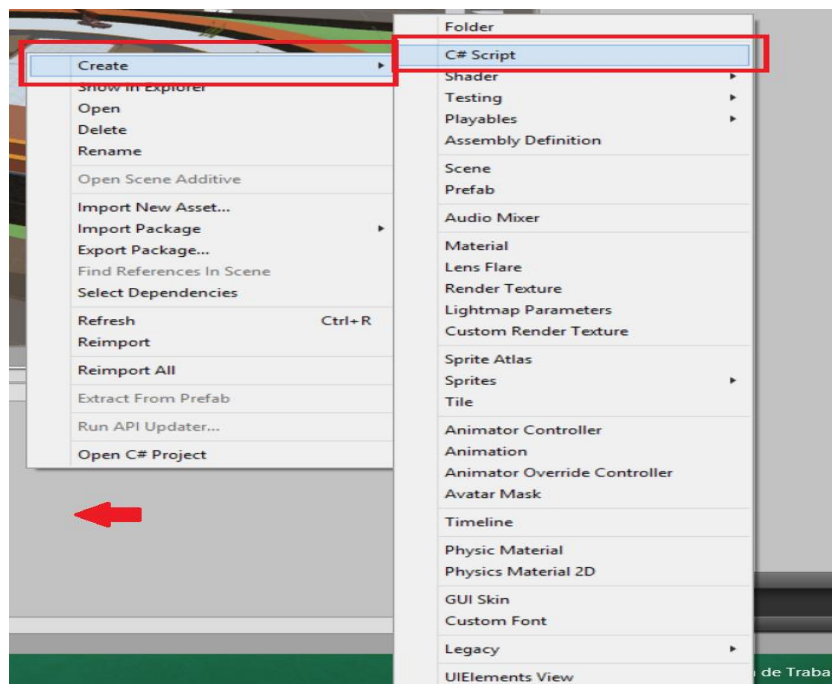 Create
Show in Explorer
Open
Delete
Rename
Open Scene Additive
Import New Asset...
Import Package
Export Package...
Find References In Scene
Select Dependencies
Refresh Ctrl+R
Reimport
Reimport All
Extract From Prefab
Run API Updater...
Open C# Project
Folder
C# Script
Shader
Testing
Playables
Assembly Definition
Scene
Prefab
Audio Mixer
Material
Lens Flare
Render Texture
Lightmap Parameters
Custom Render Texture
Sprite Atlas
Sprites
Tile
Animator Controller
Animation
Animator Override Controller
Avatar Mask
Timeline
Physic Material
Physics Material 2D
GUI Skin
Custom Font
Legacy
UIElements View
de Traba